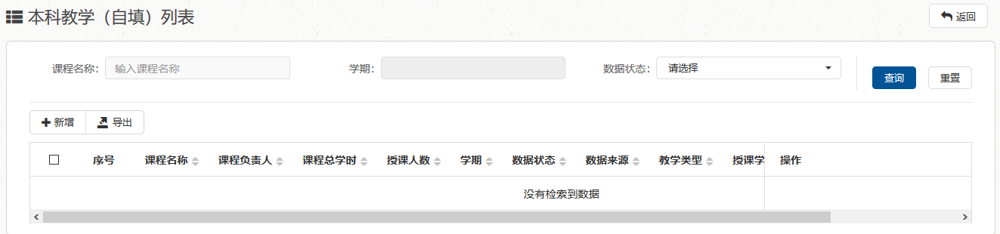 本科教学（自填）列表
返回
课程名称： 输入课程名称 学期： 数据状态： 请选择 查询 重置
新增 导出
序号 课程名称 课程负责人 课程总学时 授课人数 学期 数据状态 数据来源 教学类型 授课学 操作
没有检索到数据